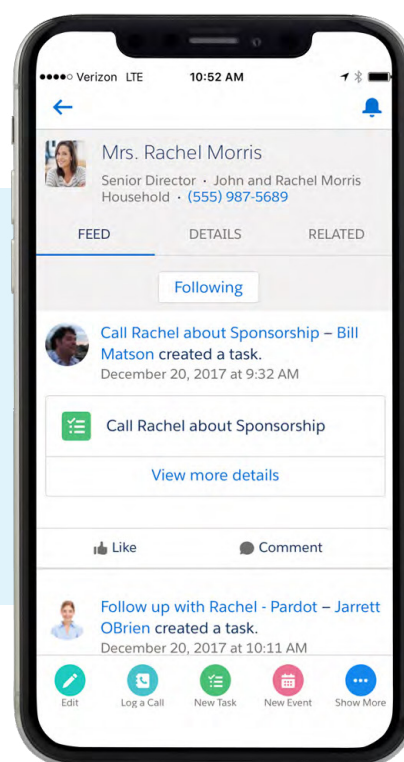 Verizon LTE 10:52 AM
Mrs. Rachel Morris
Senior Director • John and Rachel Morris
Household • (555) 987-5689
FEED DETAILS RELATED
Following
Call Rachel about Sponsorship – Bill
Matson created a task.
December 20, 2017 at 9:32 AM
Call Rachel about Sponsorship
View more details
Like Comment
Follow up with Rachel - Pardot – Jarrett
OBrien created a task.
December 20, 2017 at 10:11 AM
Edit Log a Call New Task New Event Show More